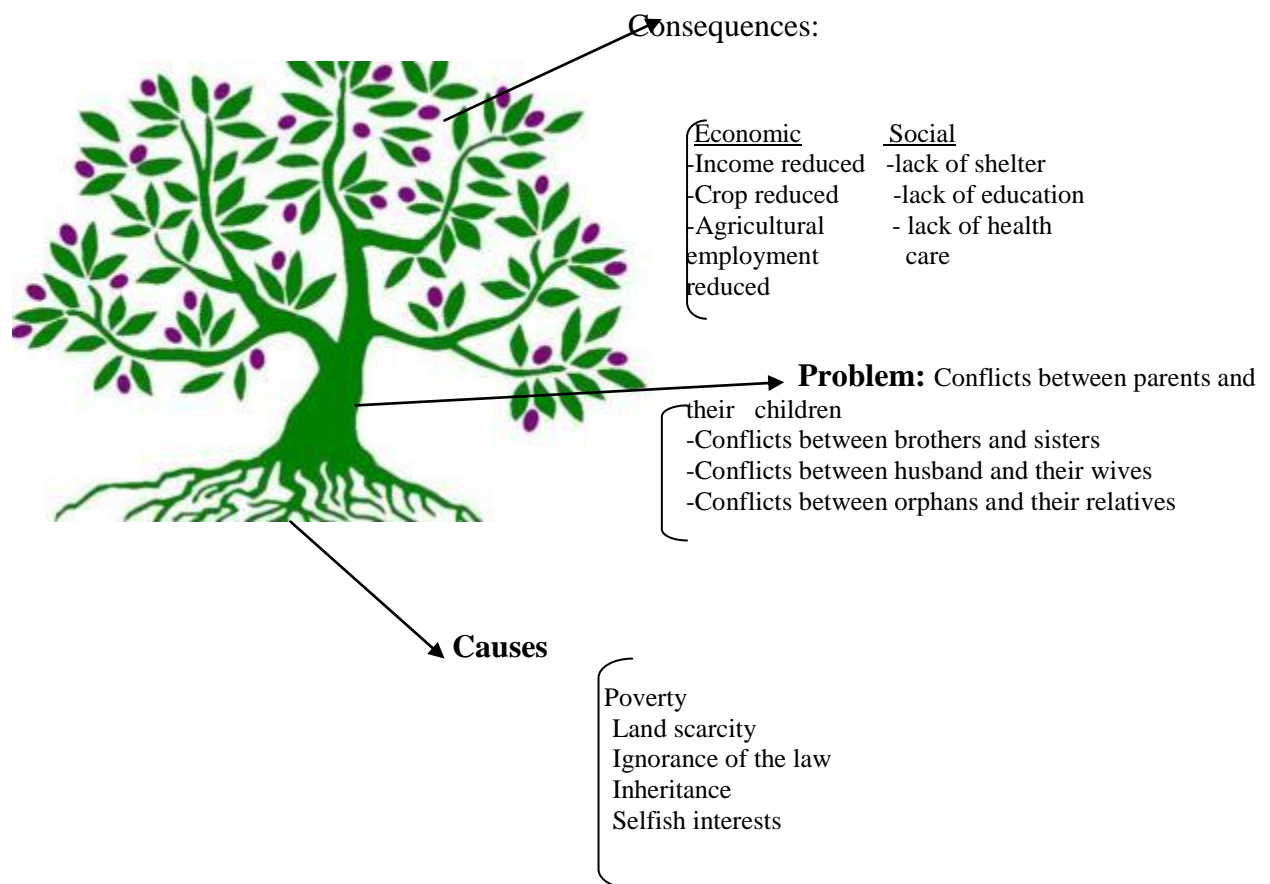 Consequences:
Economic Social
-Income reduced -lack of shelter
-Crop reduced -lack of education
-Agricultural - lack of health
employment care
reduced
Problem: Conflicts between parents and
their children
-Conflicts between brothers and sisters
-Conflicts between husband and their wives
-Conflicts between orphans and their relatives
Causes
Poverty
Land scarcity
Ignorance of the law
Inheritance
Selfish interests